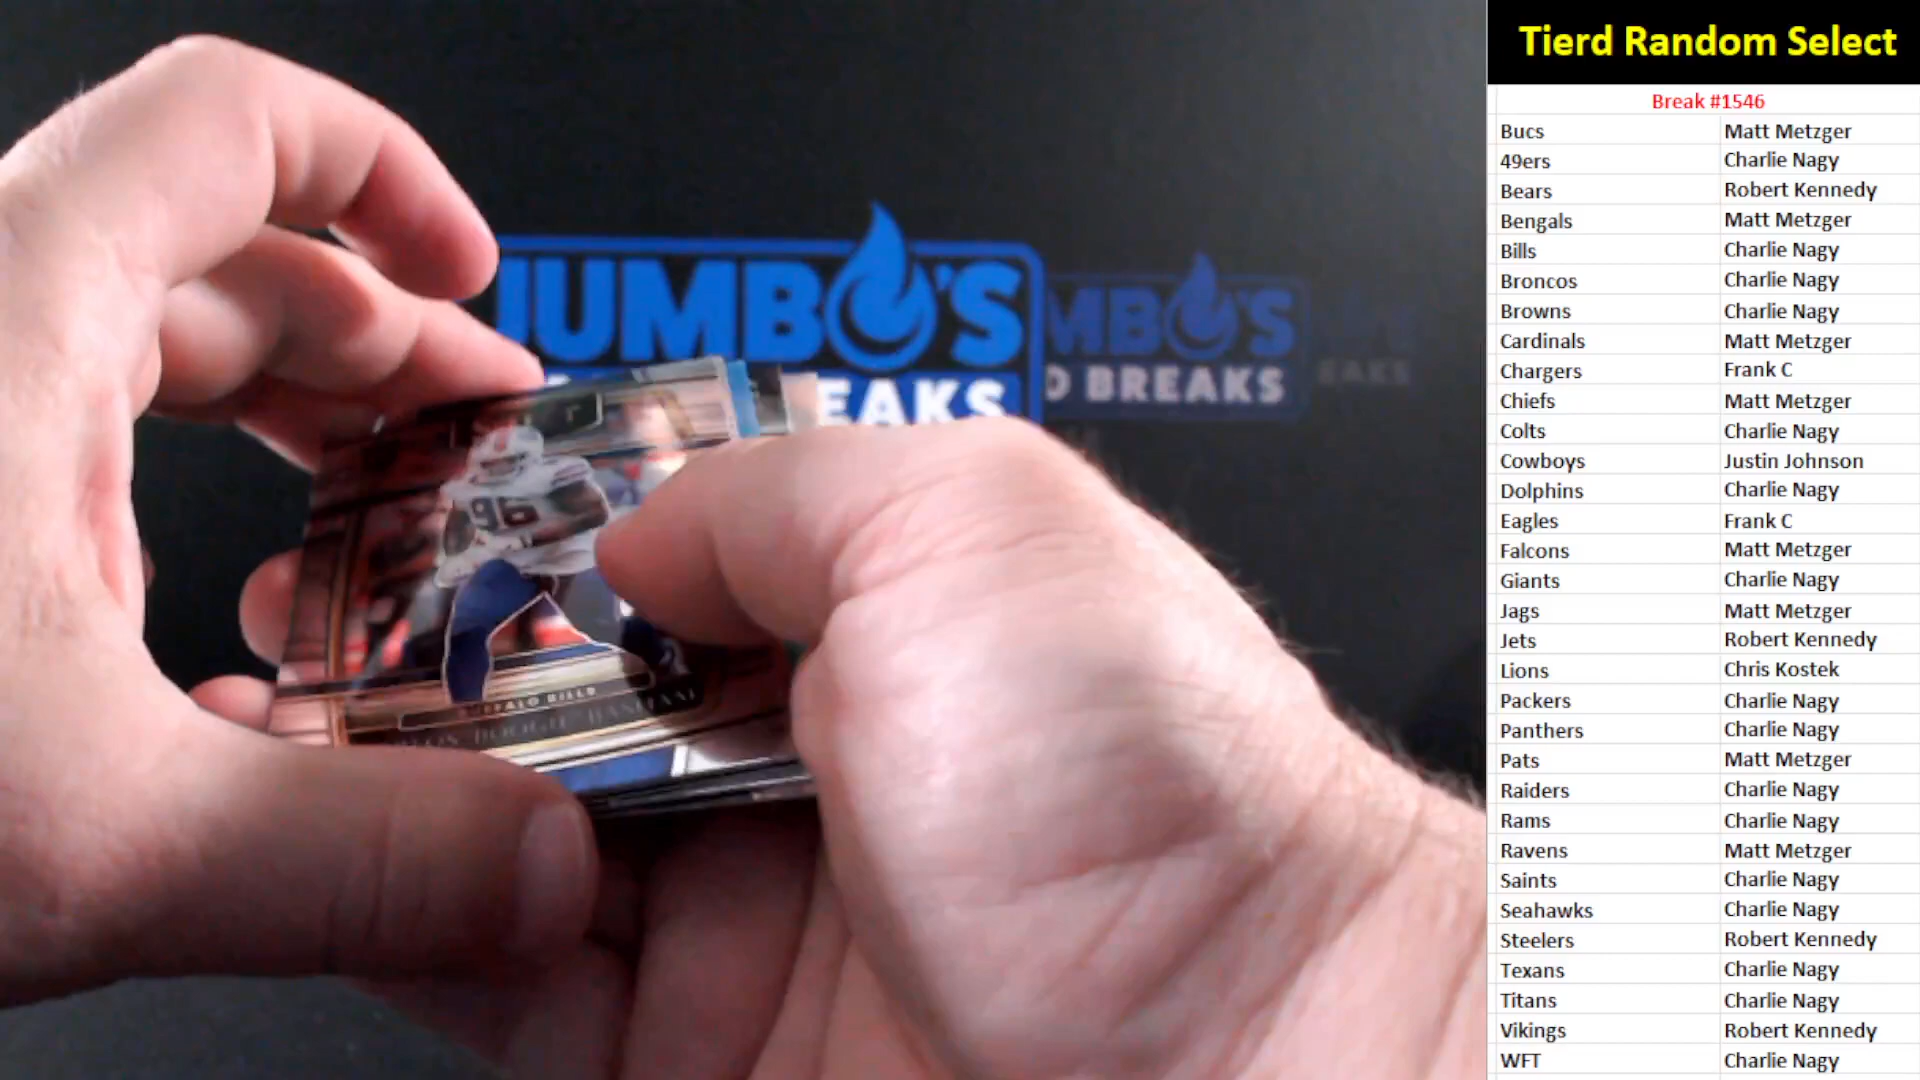 Tierd Random Select
Break #1546
Bucs Matt Metzger
49ers Charlie Nagy
Bears Robert Kennedy
Bengals Matt Metzger
Bills Charlie Nagy
Broncos Charlie Nagy
Browns Charlie Nagy
Cardinals Matt Metzger
Chargers Frank C
Chiefs Matt Metzger
Colts Charlie Nagy
Cowboys Justin Johnson
Dolphins Charlie Nagy
Eagles Frank C
Falcons Matt Metzger
Giants Charlie Nagy
Jags Matt Metzger
Jets Robert Kennedy
Lions Chris Kostek
Packers Charlie Nagy
Panthers Charlie Nagy
Pats Matt Metzger
Raiders Charlie Nagy
Rams Charlie Nagy
Ravens Matt Metzger
Saints Charlie Nagy
Seahawks Charlie Nagy
Steelers Robert Kennedy
Texans Charlie Nagy
Titans Charlie Nagy
Vikings Robert Kennedy
WFT Charlie Nagy
JUMBO'S
MBO'S
EAKS
D BREAKS
EAKS
96
BUFFALO BILLS